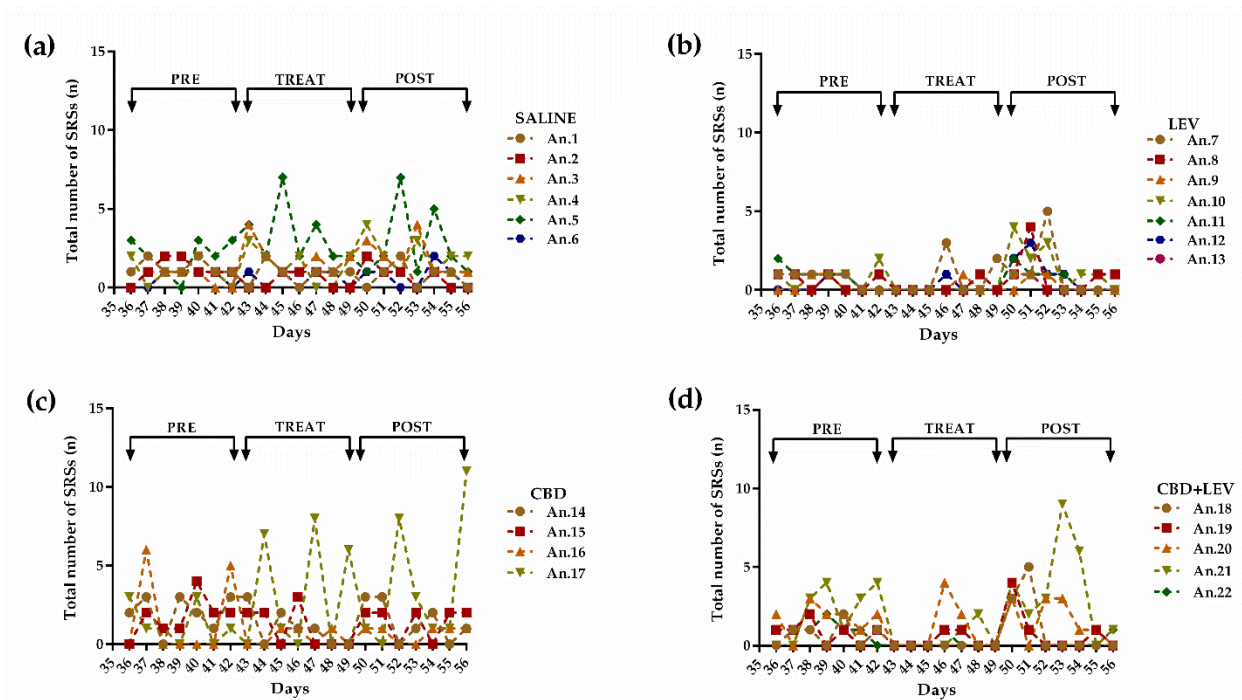 (a)
15
10
5
0
Total number of SRSs (n)
PRE
TREAT
POST
SALINE
An.1
An.2
An.3
An.4
An.5
An.6
35 36 37 38 39 40 41 42 43 44 45 46 47 48 49 50 51 52 53 54 55 56
Days
(b)
15
10
5
0
Total number of SRSs (n)
PRE
TREAT
POST
LEV
An.7
An.8
An.9
An.10
An.11
An.12
An.13
35 36 37 38 39 40 41 42 43 44 45 46 47 48 49 50 51 52 53 54 55 56
Days
(c)
15
10
5
0
Total number of SRSs (n)
PRE
TREAT
POST
CBD
An.14
An.15
An.16
An.17
35 36 37 38 39 40 41 42 43 44 45 46 47 48 49 50 51 52 53 54 55 56
Days
(d)
15
10
5
0
Total number of SRSs (n)
PRE
TREAT
POST
CBD+LEV
An.18
An.19
An.20
An.21
An.22
35 36 37 38 39 40 41 42 43 44 45 46 47 48 49 50 51 52 53 54 55 56
Days